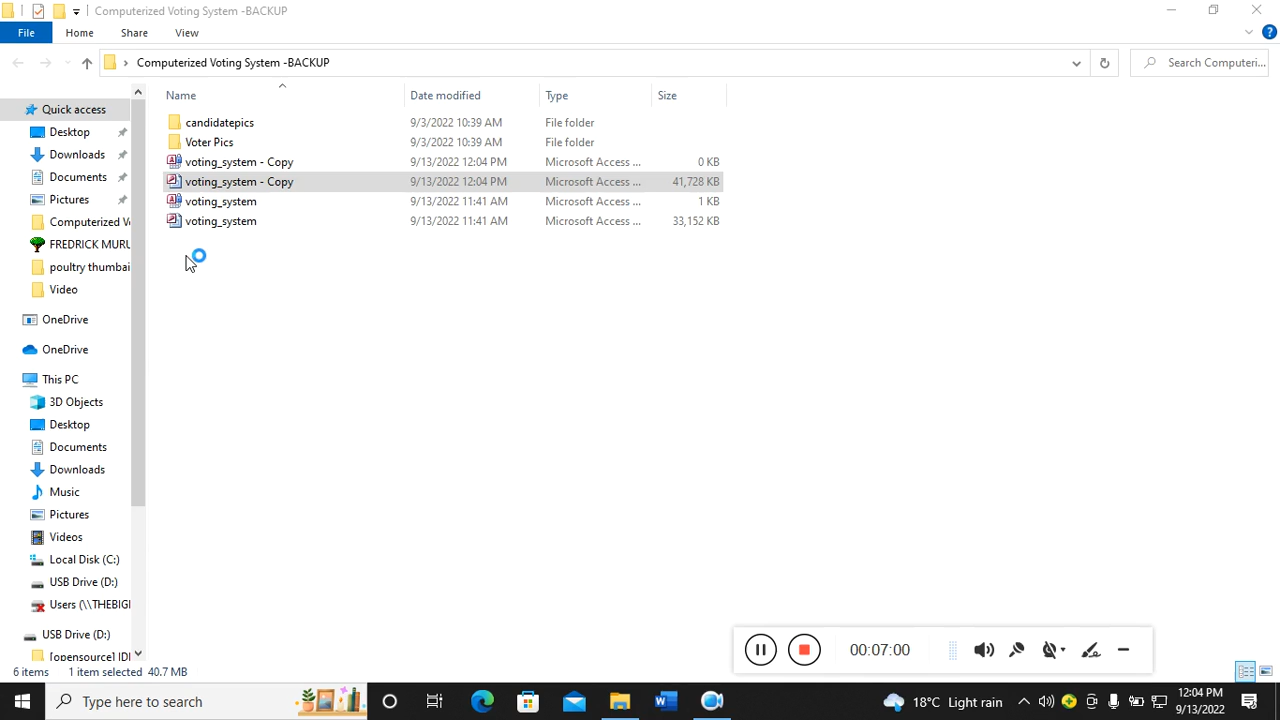 Computerized Voting System -BACKUP
File Home Share View
Computerized Voting System -BACKUP
Search Computeri...
Name Date modified Type Size
Quick access
Desktop
Downloads
Documents
Pictures
Computerized Vo
FREDRICK MURU
poultry thumbai
Video
OneDrive
OneDrive
This PC
3D Objects
Desktop
Documents
Downloads
Music
Pictures
Videos
Local Disk (C:)
USB Drive (D:)
Users (\\THEBIGI
USB Drive (D:)
[opensource] IDI
candidatepics 9/3/2022 10:39 AM File folder
Voter Pics 9/3/2022 10:39 AM File folder
voting_system - Copy 9/13/2022 12:04 PM Microsoft Access ... 0 KB
voting_system - Copy 9/13/2022 12:04 PM Microsoft Access ... 41,728 KB
voting_system 9/13/2022 11:41 AM Microsoft Access ... 1 KB
voting_system 9/13/2022 11:41 AM Microsoft Access ... 33,152 KB
00:07:00
6 items 1 item selected 40.7 MB
Type here to search
18°C Light rain
12:04 PM
9/13/2022